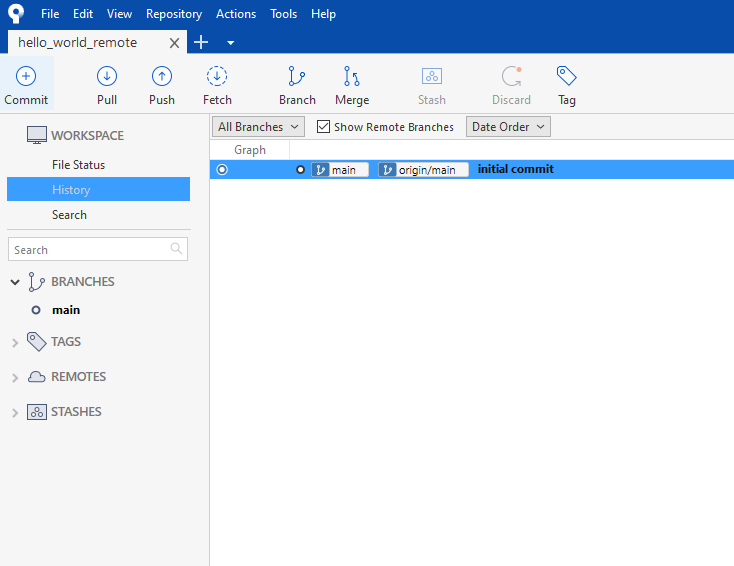 File Edit View Repository Actions Tools Help
hello_world_remote
Commit Pull Push Fetch Branch Merge Stash Discard Tag
WORKSPACE
File Status
History
Search
Search
BRANCHES
main
TAGS
REMOTES
STASHES
All Branches Show Remote Branches Date Order
Graph
main origin/main initial commit